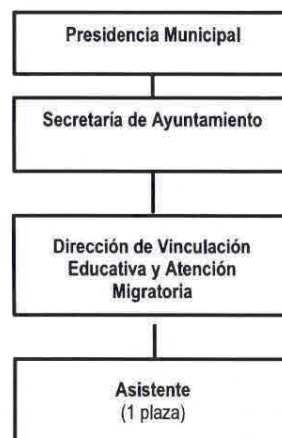 Presidencia Municipal
Secretaría de Ayuntamiento
Dirección de Vinculación
Educativa y Atención
Migratoria
Asistente
(1 plaza)